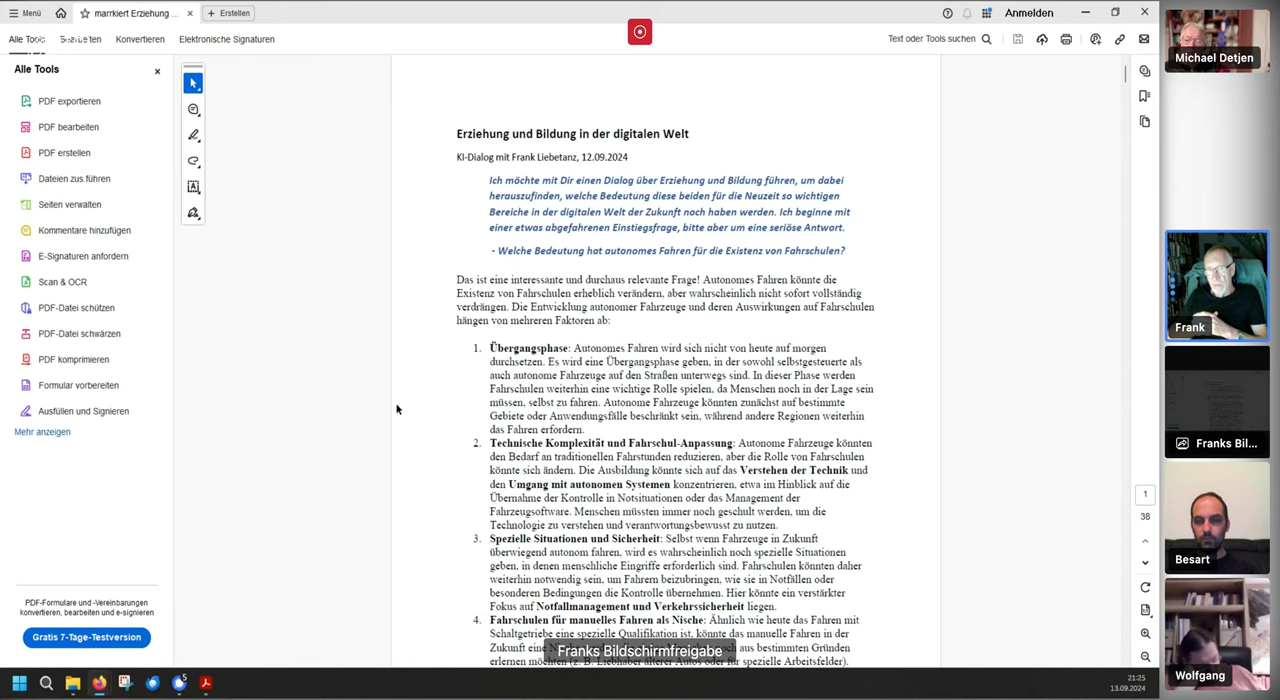 Menü
marrkiert Erziehung ...
Erstellen
Anmelden
Alle Tools
Bearbeiten
Konvertieren
Elektronische Signaturen
Text oder Tools suchen
Alle Tools
PDF exportieren
PDF bearbeiten
PDF erstellen
Dateien zus.führen
Seiten verwalten
Kommentare hinzufügen
E-Signaturen anfordern
Scan & OCR
PDF-Datei schützen
PDF-Datei schwärzen
PDF komprimieren
Formular vorbereiten
Ausfüllen und Signieren
Mehr anzeigen
PDF-Formulare und -Vereinbarungen
konvertieren, bearbeiten und e-signieren
Gratis 7-Tage-Testversion
Erziehung und Bildung in der digitalen Welt
KI-Dialog mit Frank Liebetanz, 12.09.2024
Ich möchte mit Dir einen Dialog über Erziehung und Bildung führen, um dabei
herauszufinden, welche Bedeutung diese beiden für die Neuzeit so wichtigen
Bereiche in der digitalen Welt der Zukunft noch haben werden. Ich beginne mit
einer etwas abgefahrenen Einstiegsfrage, bitte aber um eine seriöse Antwort.
- Welche Bedeutung hat autonomes Fahren für die Existenz von Fahrschulen?
Das ist eine interessante und durchaus relevante Frage! Autonomes Fahren könnte die
Existenz von Fahrschulen erheblich verändern, aber wahrscheinlich nicht sofort vollständig
verdrängen. Die Entwicklung autonomer Fahrzeuge und deren Auswirkungen auf Fahrschulen
hängen von mehreren Faktoren ab:
1. Übergangsphase: Autonomes Fahren wird sich nicht von heute auf morgen
durchsetzen. Es wird eine Übergangsphase geben, in der sowohl selbstgesteuerte als
auch autonome Fahrzeuge auf den Straßen unterwegs sind. In dieser Phase werden
Fahrschulen weiterhin eine wichtige Rolle spielen, da Menschen noch in der Lage sein
müssen, selbst zu fahren. Autonome Fahrzeuge könnten zunächst auf bestimmte
Gebiete oder Anwendungsfälle beschränkt sein, während andere Regionen weiterhin
das Fahren erfordern.
2. Technische Komplexität und Fahrschul-Anpassung: Autonome Fahrzeuge könnten
den Bedarf an traditionellen Fahrstunden reduzieren, aber die Rolle von Fahrschulen
könnte sich ändern. Die Ausbildung könnte sich auf das Verstehen der Technik und
den Umgang mit autonomen Systemen konzentrieren, etwa im Hinblick auf die
Übernahme der Kontrolle in Notsituationen oder das Management der
Fahrzeugsoftware. Menschen müssten immer noch geschult werden, um die
Technologie zu verstehen und verantwortungsbewusst zu nutzen.
3. Spezielle Situationen und Sicherheit: Selbst wenn Fahrzeuge in Zukunft
überwiegend autonom fahren, wird es wahrscheinlich noch spezielle Situationen
geben, in denen menschliche Eingriffe erforderlich sind. Fahrschulen könnten daher
weiterhin notwendig sein, um Fahrern beizubringen, wie sie in Notfällen oder
besonderen Bedingungen die Kontrolle übernehmen. Hier könnte ein verstärkter
Fokus auf Notfallmanagement und Verkehrssicherheit liegen.
4. Fahrschulen für manuelles Fahren als Nische: Ähnlich wie heute das Fahren mit
Schaltgetriebe eine spezielle Qualifikation ist, könnte das manuelle Fahren in der
Zukunft eine aus bestimmten Gründen
erlernen möchten (z. B. Liebhaber älterer Autos oder für spezielle Arbeitsfelder).
Franks Bildschirmfreigabe
1
38
Michael Detjen
Frank
Franks Bil...
Besart
Wolfgang
21:25
13.09.2024